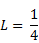 L = 1/4